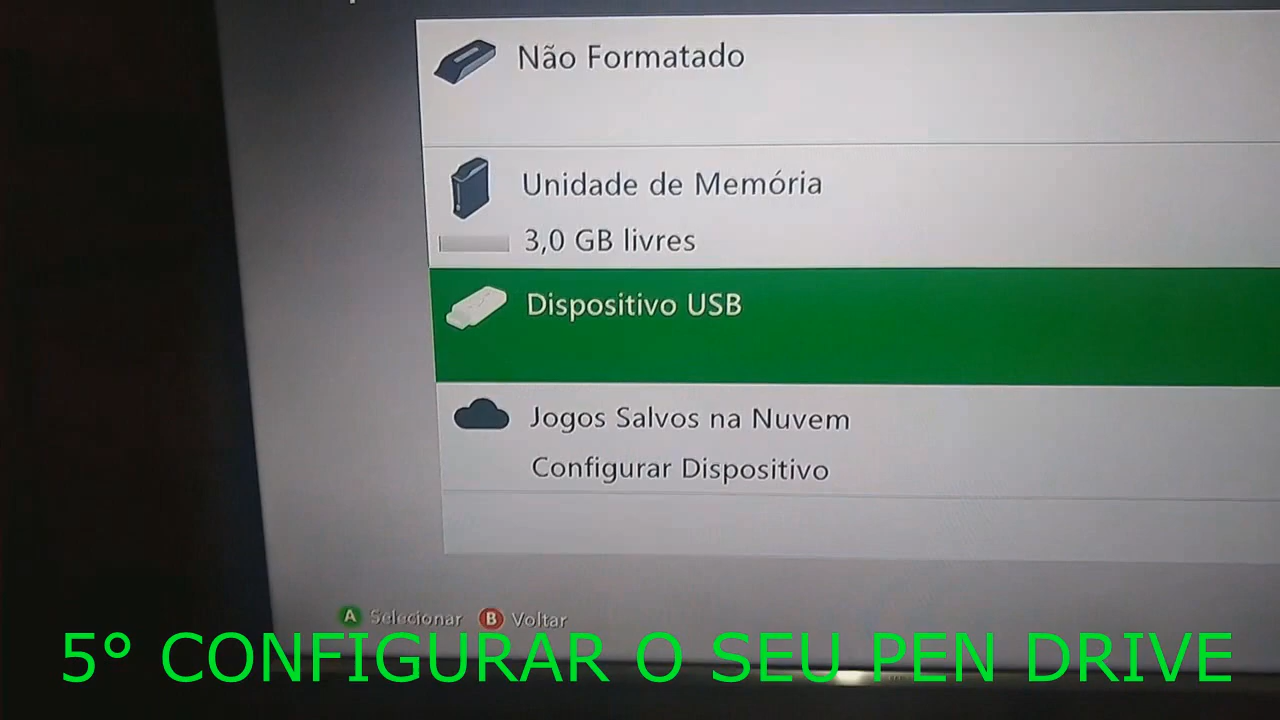 Não Formatado
Unidade de Memória
3,0 GB livres
Dispositivo USB
Jogos Salvos na Nuvem
Configurar Dispositivo
A Selecionar B Voltar
5° CONFIGURAR O SEU PEN DRIVE